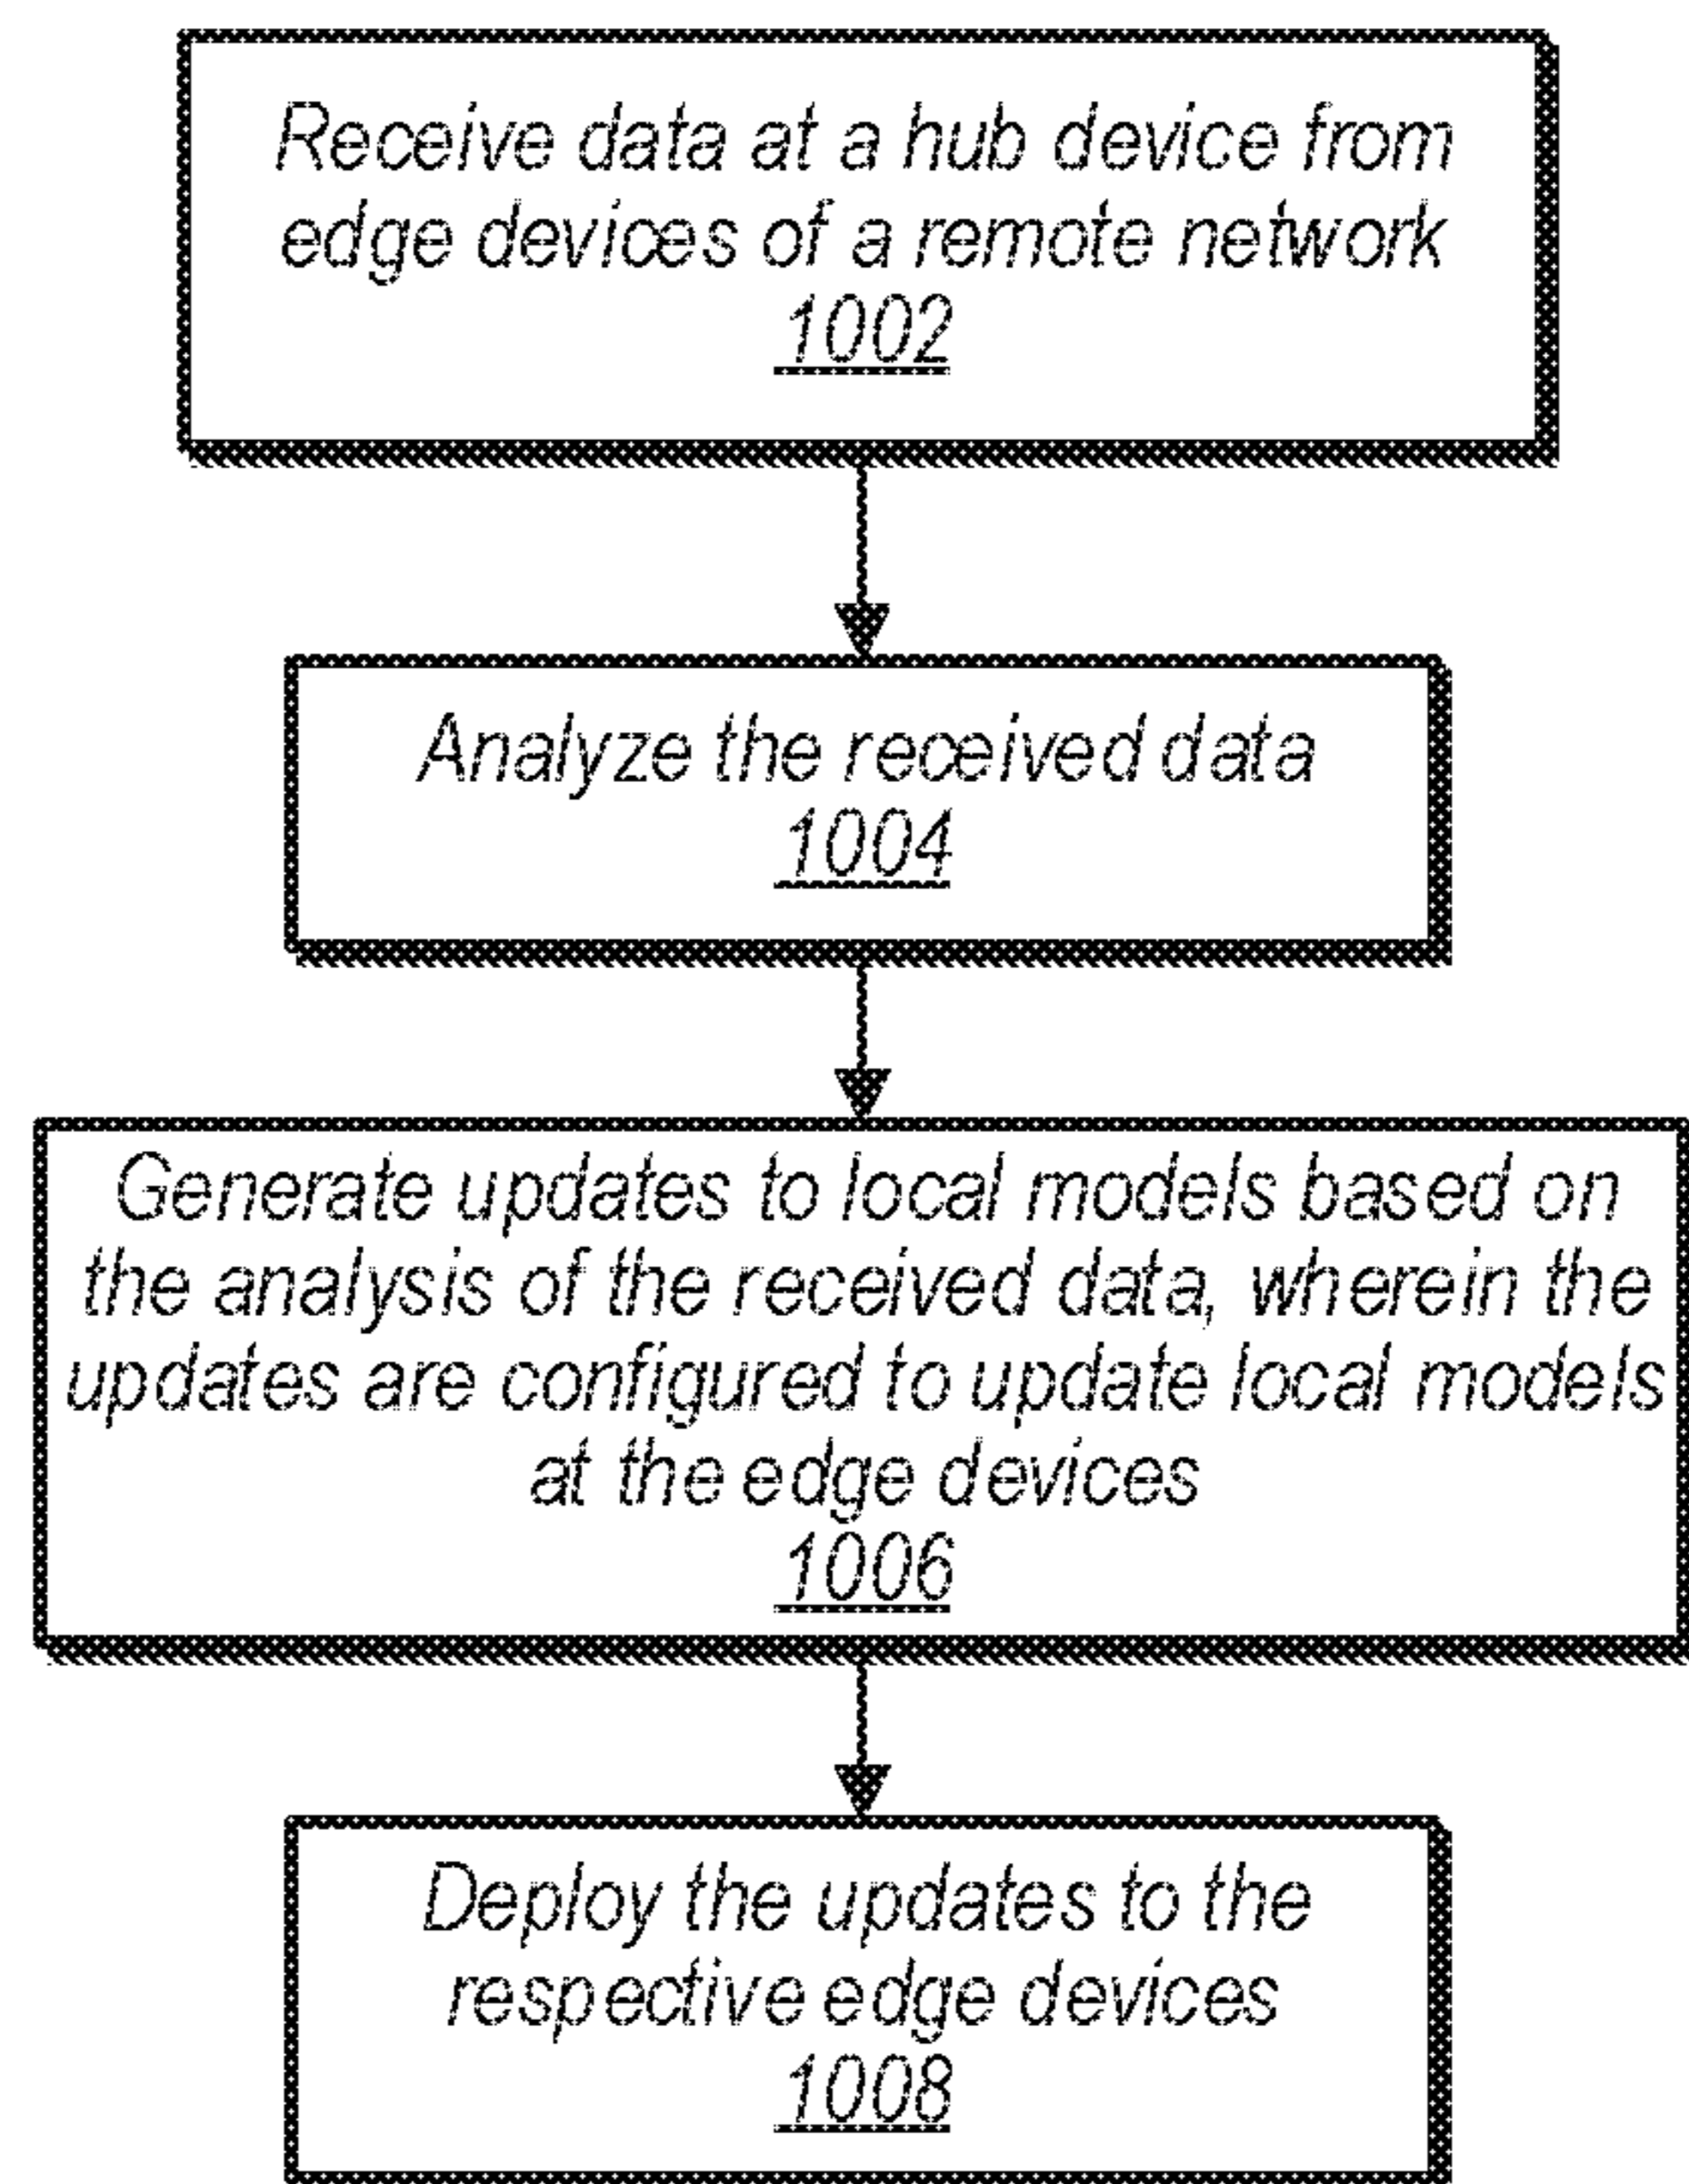 Receive data at a hub device from
edge devices of a remote network
1002
Analyze the received data
1004
Generate updates to local models based on
the analysis of the received data, wherein the
updates are configured to update local models
at the edge devices
1006
Deploy the updates to the
respective edge devices
1008